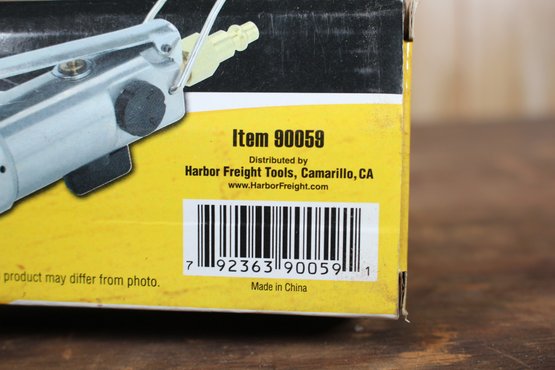 Item 90059
Distributed by
Harbor Freight Tools, Camarillo, CA
www.HarborFreight.com
7 92363 90059 1
product may differ from photo.
Made in China